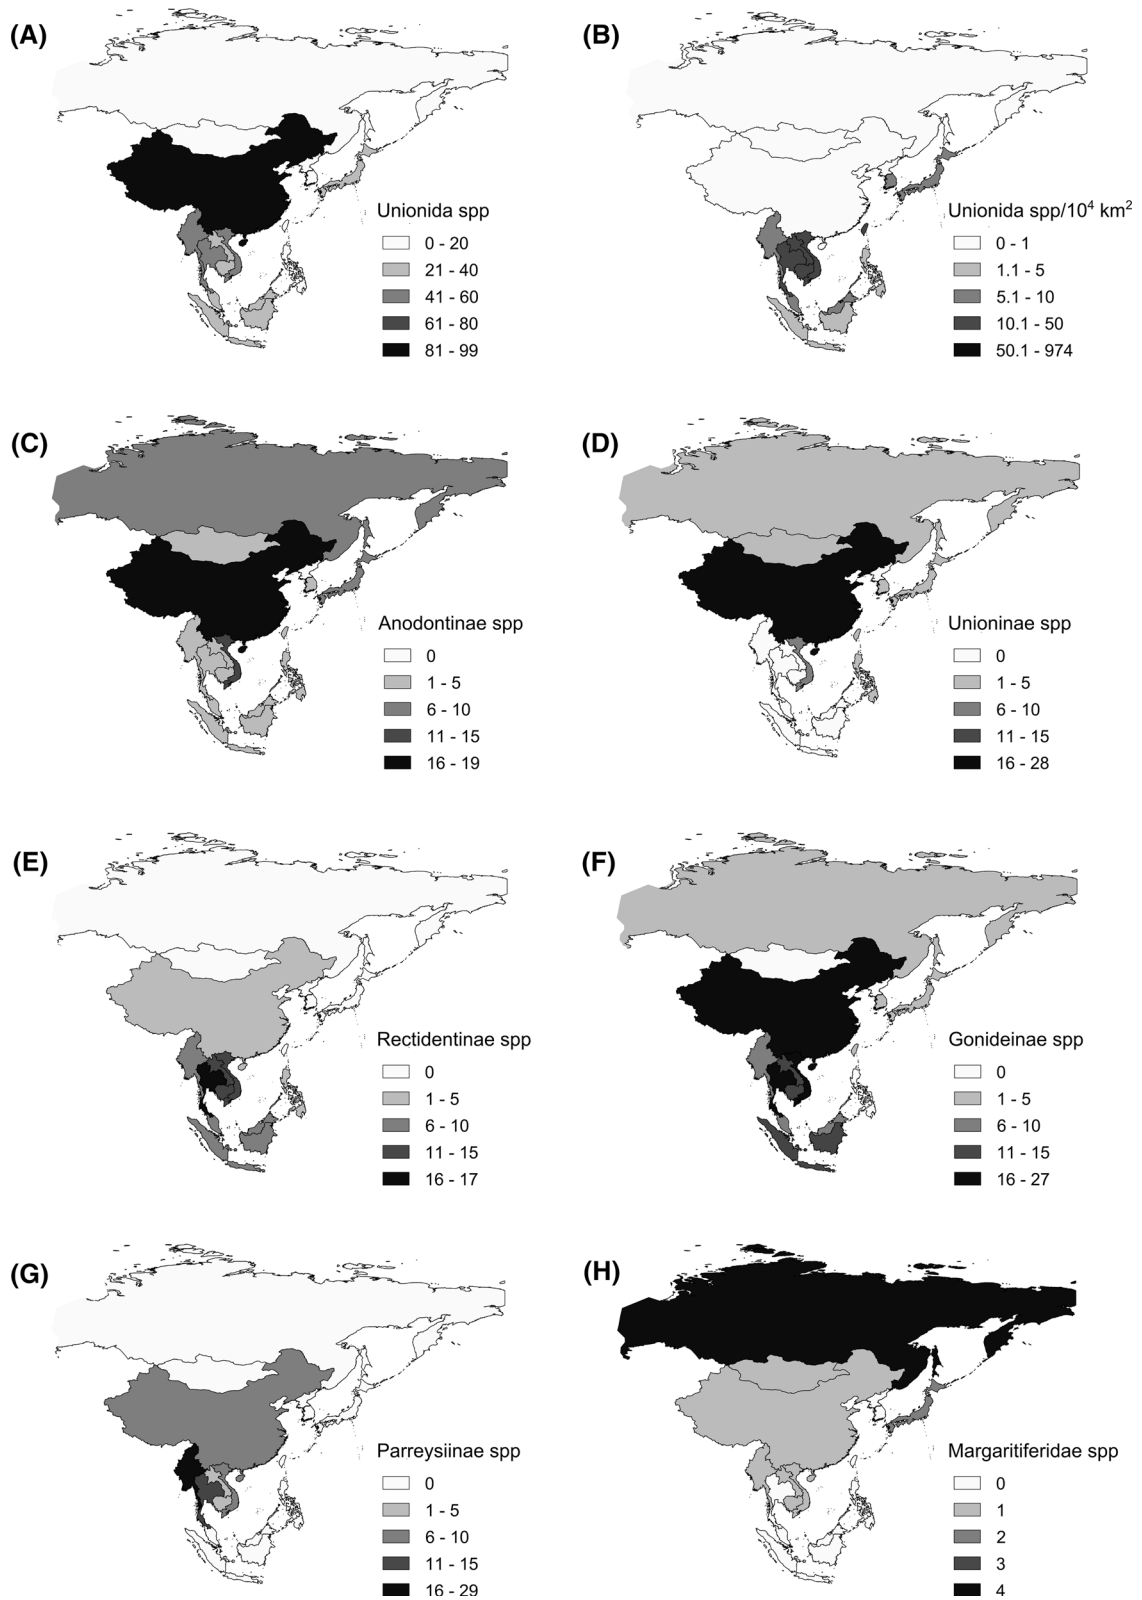 (A)
Unionida spp
0 - 20
21 - 40
41 - 60
61 - 80
81 - 99
(B)
Unionida spp/10⁴ km²
0 - 1
1.1 - 5
5.1 - 10
10.1 - 50
50.1 - 974
(C)
Anodontinae spp
0
1 - 5
6 - 10
11 - 15
16 - 19
(D)
Unioninae spp
0
1 - 5
6 - 10
11 - 15
16 - 28
(E)
Rectidentinae spp
0
1 - 5
6 - 10
11 - 15
16 - 17
(F)
Gonideinae spp
0
1 - 5
6 - 10
11 - 15
16 - 27
(G)
Parreysiinae spp
0
1 - 5
6 - 10
11 - 15
16 - 29
(H)
Margaritiferidae spp
0
1
2
3
4